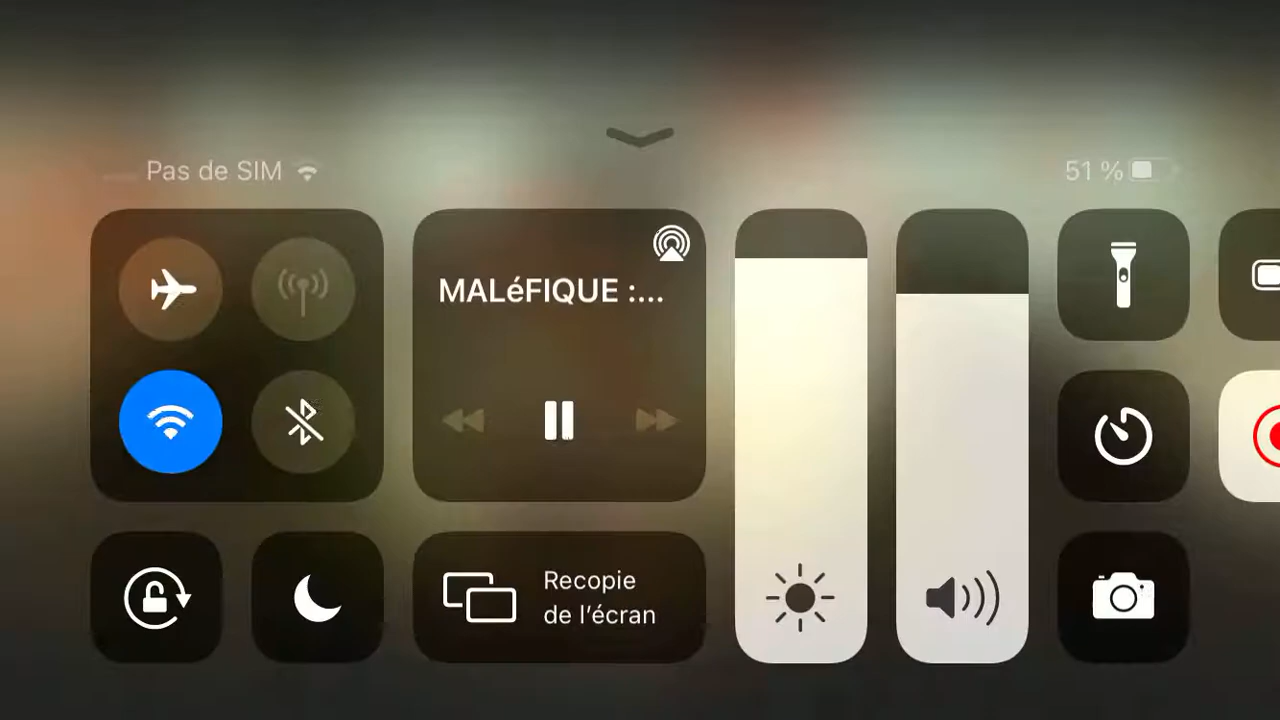 Pas de SIM
51 %
MALéFIQUE :...
Recopie
de l’écran